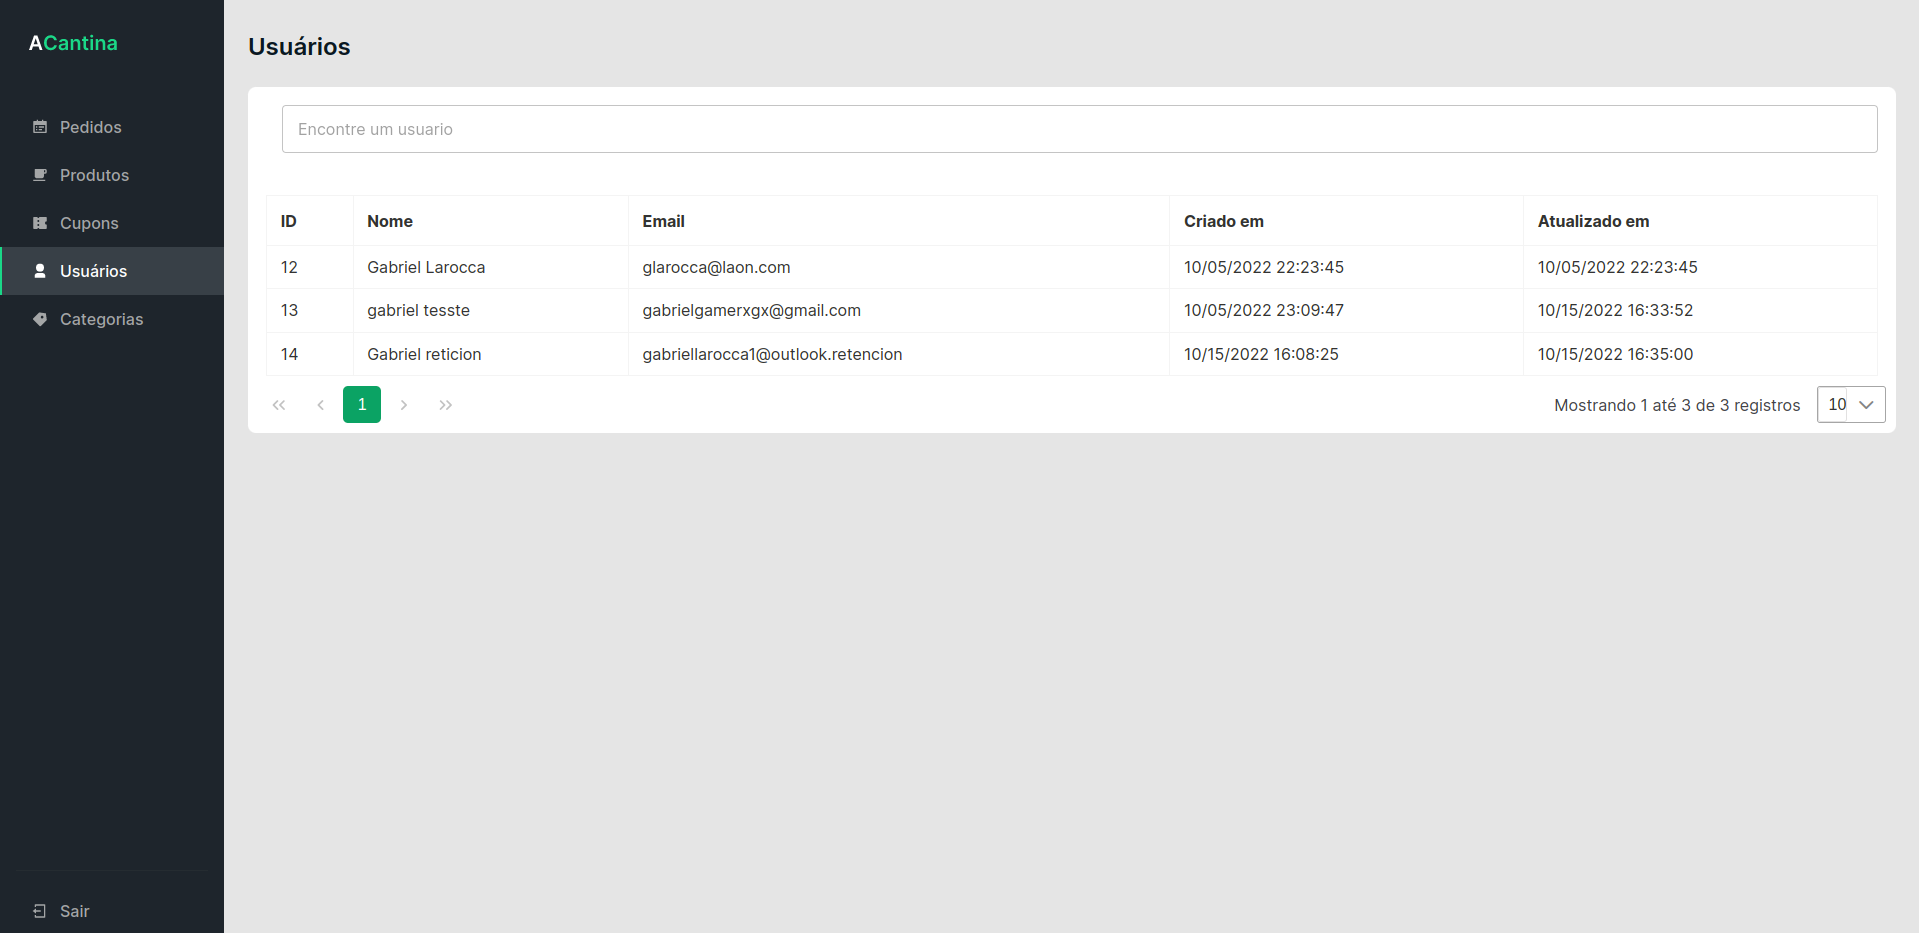 ACantina
Pedidos
Produtos
Cupons
Usuários
Categorias
Sair
Usuários
Encontre um usuario
ID Nome Email Criado em Atualizado em
12 Gabriel Larocca glarocca@laon.com 10/05/2022 22:23:45 10/05/2022 22:23:45
13 gabriel tesste gabrielgamerxgx@gmail.com 10/05/2022 23:09:47 10/15/2022 16:33:52
14 Gabriel reticion gabriellarocca1@outlook.retencion 10/15/2022 16:08:25 10/15/2022 16:35:00
1 Mostrando 1 até 3 de 3 registros 10